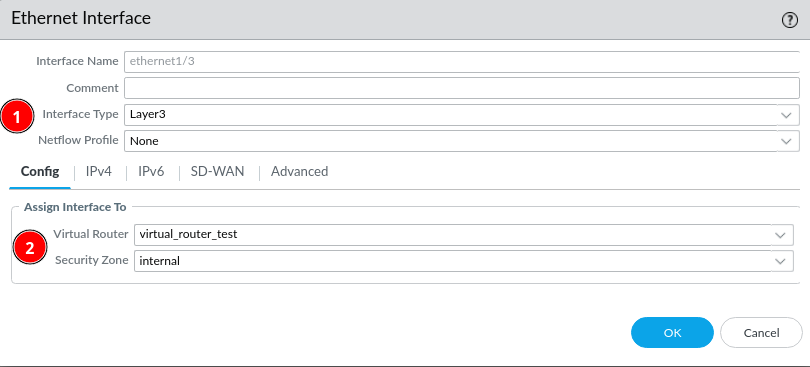 Ethernet Interface ?
Interface Name ethernet1/3
Comment
1 Interface Type Layer3
Netflow Profile None
Config IPv4 IPv6 SD-WAN Advanced
Assign Interface To
Virtual Router virtual_router_test
2
Security Zone internal
OK Cancel